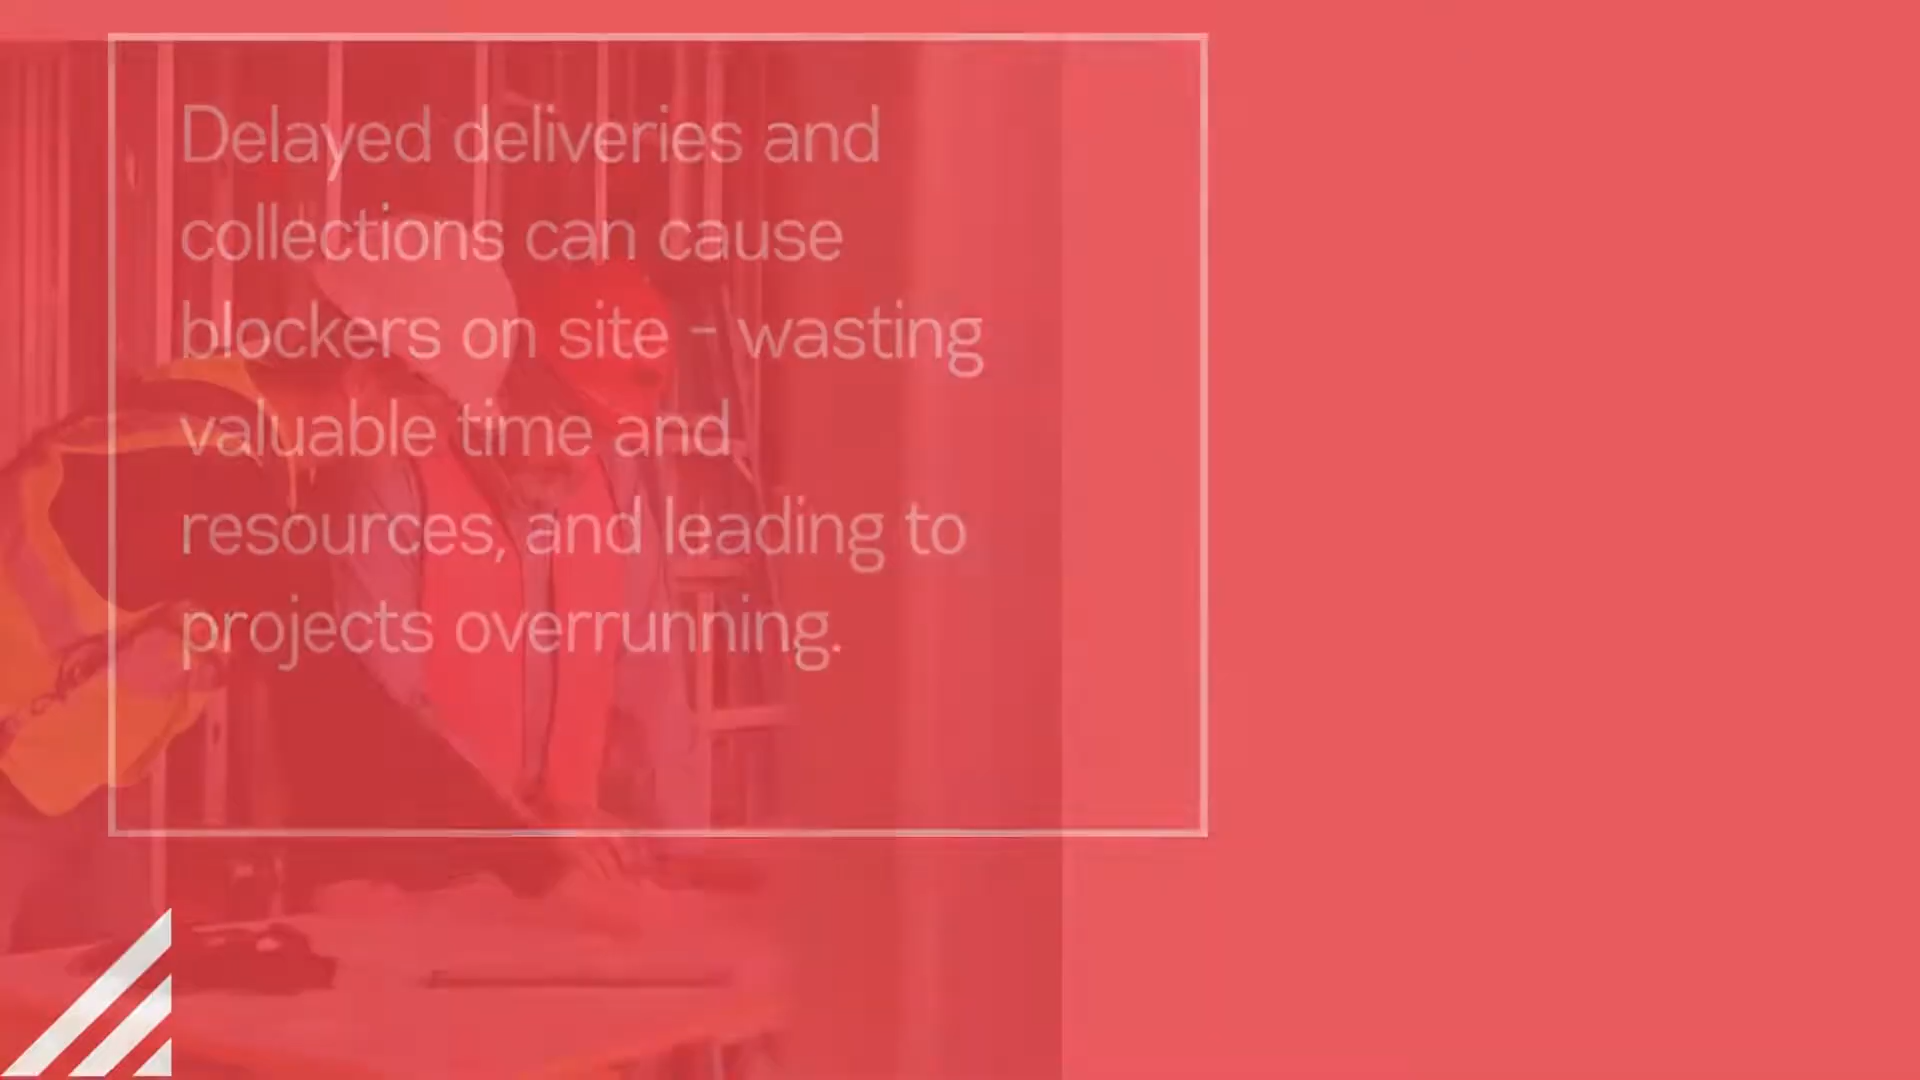 Delayed deliveries and
collections can cause
blockers on site - wasting
valuable time and
resources, and leading to
projects overrunning.